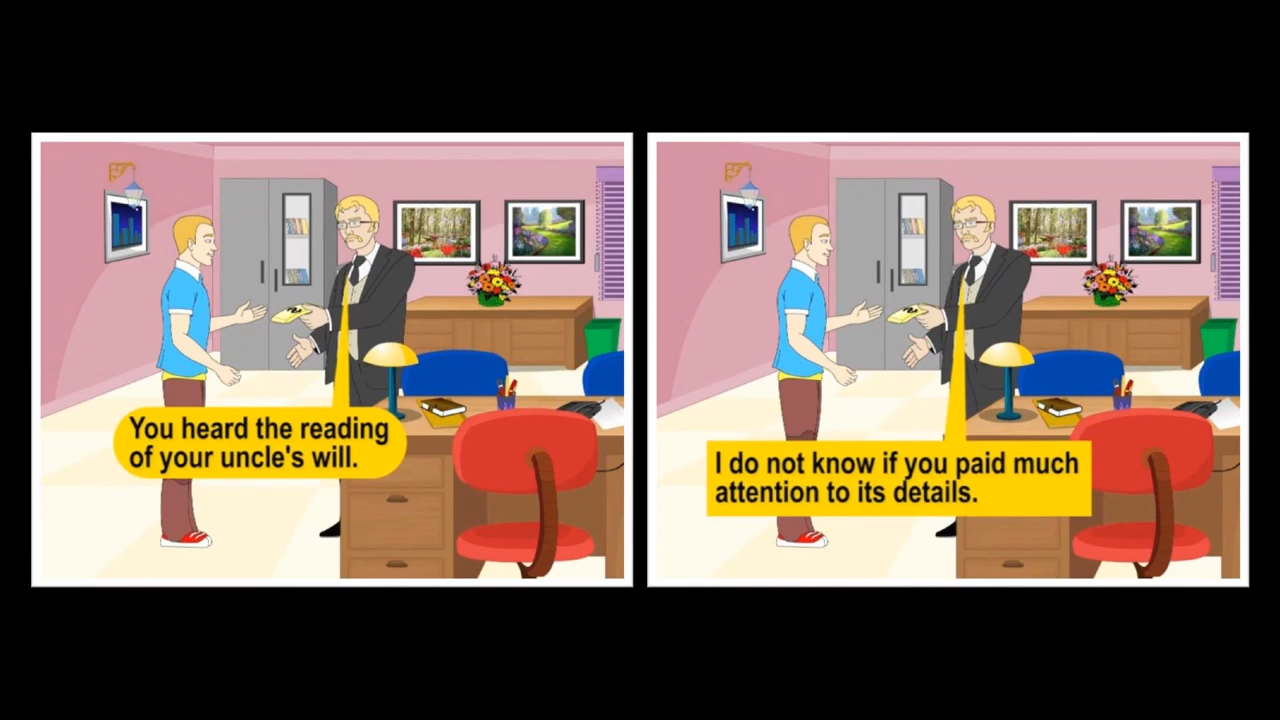 You heard the reading
of your uncle's will.
I do not know if you paid much
attention to its details.